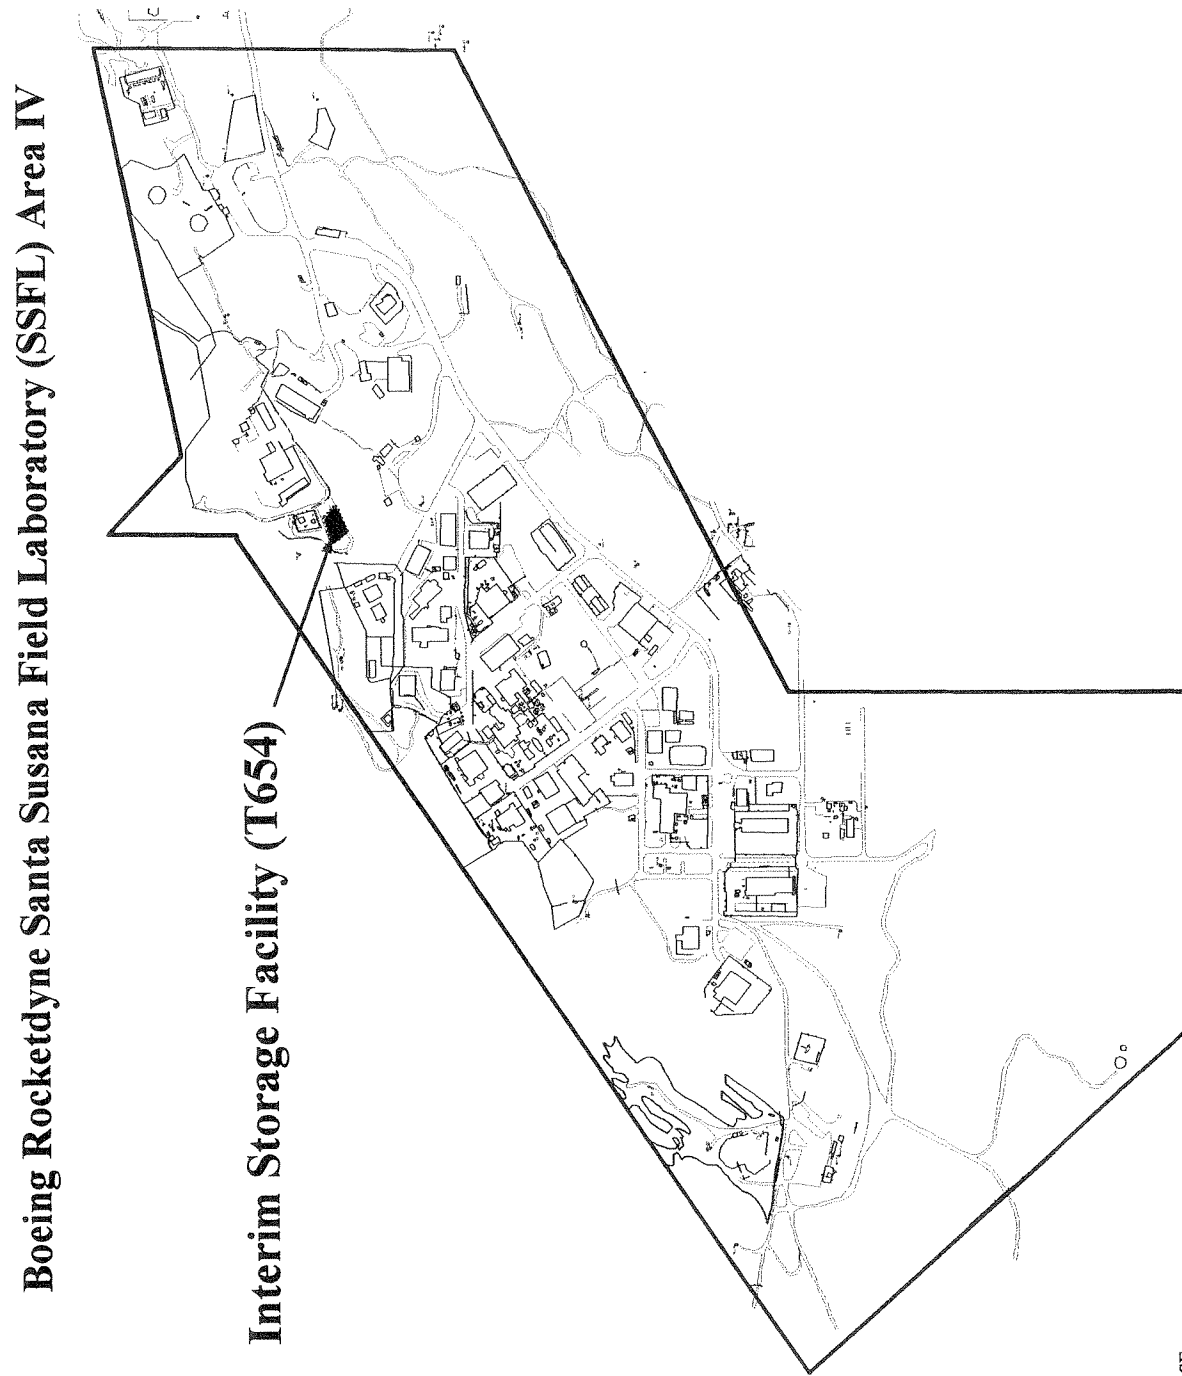 Boeing Rocketdyne Santa Susana Field Laboratory (SSFL) Area IV
Interim Storage Facility (T654)